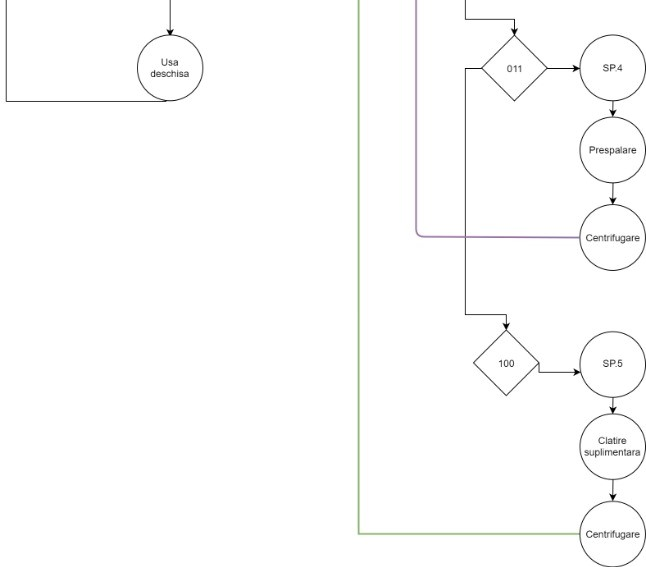 Usa
deschisa
011
SP.4
Prespalare
Centrifugare
100
SP.5
Clatire
suplimentara
Centrifugare